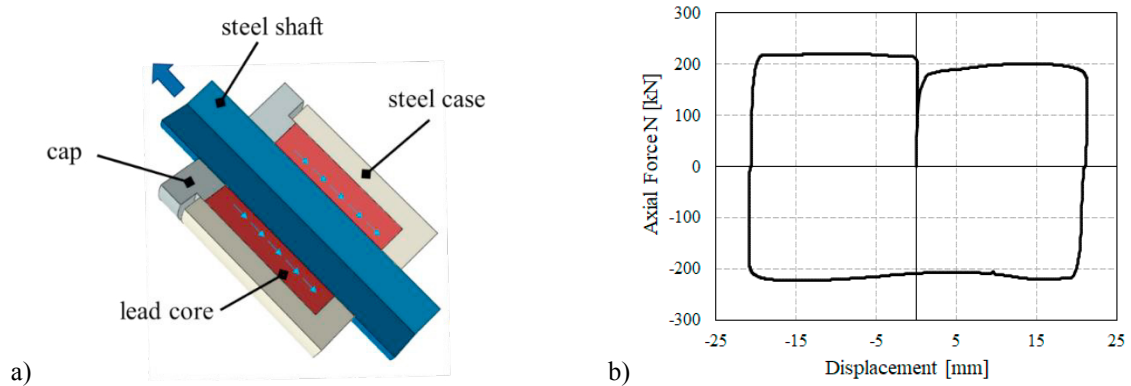 steel shaft
steel case
cap
lead core
a)
300
200
100
0
-100
-200
-300
-25 -15 -5 5 15 25
Axial Force N [kN]
Displacement [mm]
b)